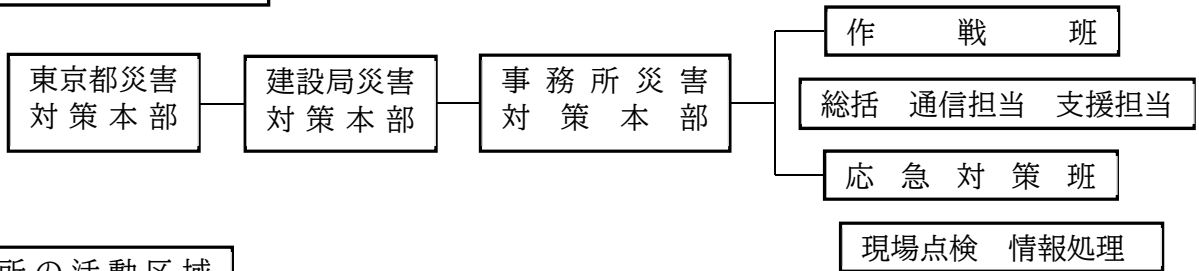 作戦班
東京都災害
対策本部
建設局災害
対策本部
事務所災害
対策本部
総括 通信担当 支援担当
応急対策班
現場点検 情報処理
所の活動区域